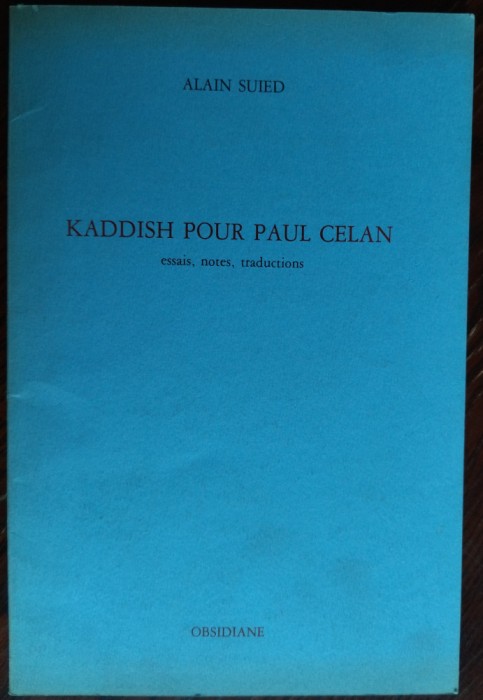 ALAIN SUIED
KADDISH POUR PAUL CELAN
essais, notes, traductions
OBSIDIANE